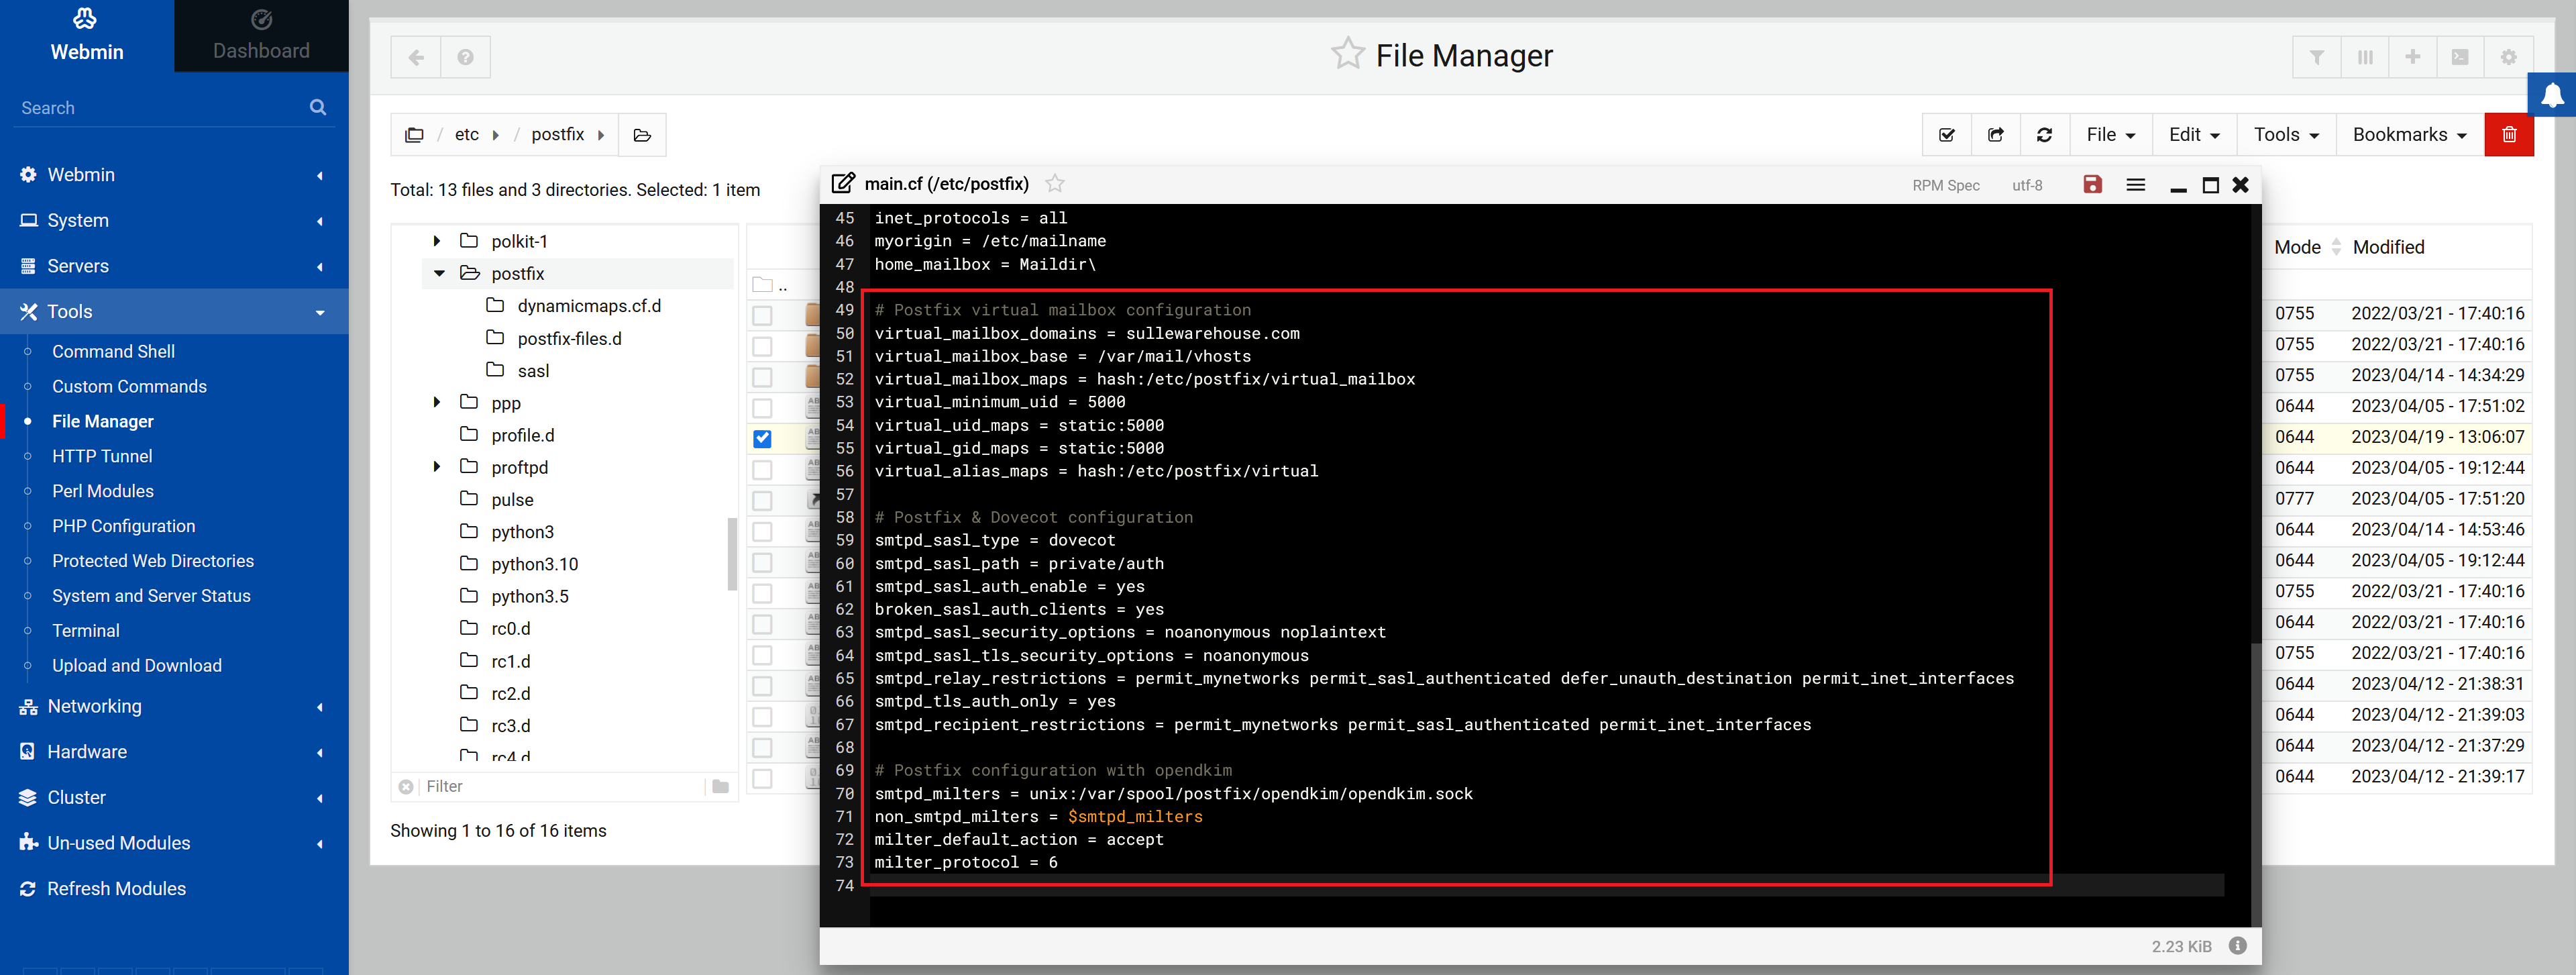 Webmin
Dashboard
Search
Webmin
System
Servers
Tools
Command Shell
Custom Commands
File Manager
HTTP Tunnel
Perl Modules
PHP Configuration
Protected Web Directories
System and Server Status
Terminal
Upload and Download
Networking
Hardware
Cluster
Un-used Modules
Refresh Modules
File Manager
/ etc / postfix
File Edit Tools Bookmarks
Total: 13 files and 3 directories. Selected: 1 item
polkit-1
postfix
dynamicmaps.cf.d
postfix-files.d
sasl
ppp
profile.d
proftpd
pulse
python3
python3.10
python3.5
rc0.d
rc1.d
rc2.d
rc3.d
rc4.d
Filter
Showing 1 to 16 of 16 items
..
main.cf (/etc/postfix)
RPM Spec utf-8
45 inet_protocols = all
46 myorigin = /etc/mailname
47 home_mailbox = Maildir\
48
49 # Postfix virtual mailbox configuration
50 virtual_mailbox_domains = sullewarehouse.com
51 virtual_mailbox_base = /var/mail/vhosts
52 virtual_mailbox_maps = hash:/etc/postfix/virtual_mailbox
53 virtual_minimum_uid = 5000
54 virtual_uid_maps = static:5000
55 virtual_gid_maps = static:5000
56 virtual_alias_maps = hash:/etc/postfix/virtual
57
58 # Postfix & Dovecot configuration
59 smtpd_sasl_type = dovecot
60 smtpd_sasl_path = private/auth
61 smtpd_sasl_auth_enable = yes
62 broken_sasl_auth_clients = yes
63 smtpd_sasl_security_options = noanonymous noplaintext
64 smtpd_sasl_tls_security_options = noanonymous
65 smtpd_relay_restrictions = permit_mynetworks permit_sasl_authenticated defer_unauth_destination permit_inet_interfaces
66 smtpd_tls_auth_only = yes
67 smtpd_recipient_restrictions = permit_mynetworks permit_sasl_authenticated permit_inet_interfaces
68
69 # Postfix configuration with opendkim
70 smtpd_milters = unix:/var/spool/postfix/opendkim/opendkim.sock
71 non_smtpd_milters = $smtpd_milters
72 milter_default_action = accept
73 milter_protocol = 6
74
2.23 KiB
Mode Modified
0755 2022/03/21 - 17:40:16
0755 2022/03/21 - 17:40:16
0755 2023/04/14 - 14:34:29
0644 2023/04/05 - 17:51:02
0644 2023/04/19 - 13:06:07
0644 2023/04/05 - 19:12:44
0777 2023/04/05 - 17:51:20
0644 2023/04/14 - 14:53:46
0644 2023/04/05 - 19:12:44
0755 2022/03/21 - 17:40:16
0644 2022/03/21 - 17:40:16
0755 2022/03/21 - 17:40:16
0644 2023/04/12 - 21:38:31
0644 2023/04/12 - 21:39:03
0644 2023/04/12 - 21:37:29
0644 2023/04/12 - 21:39:17